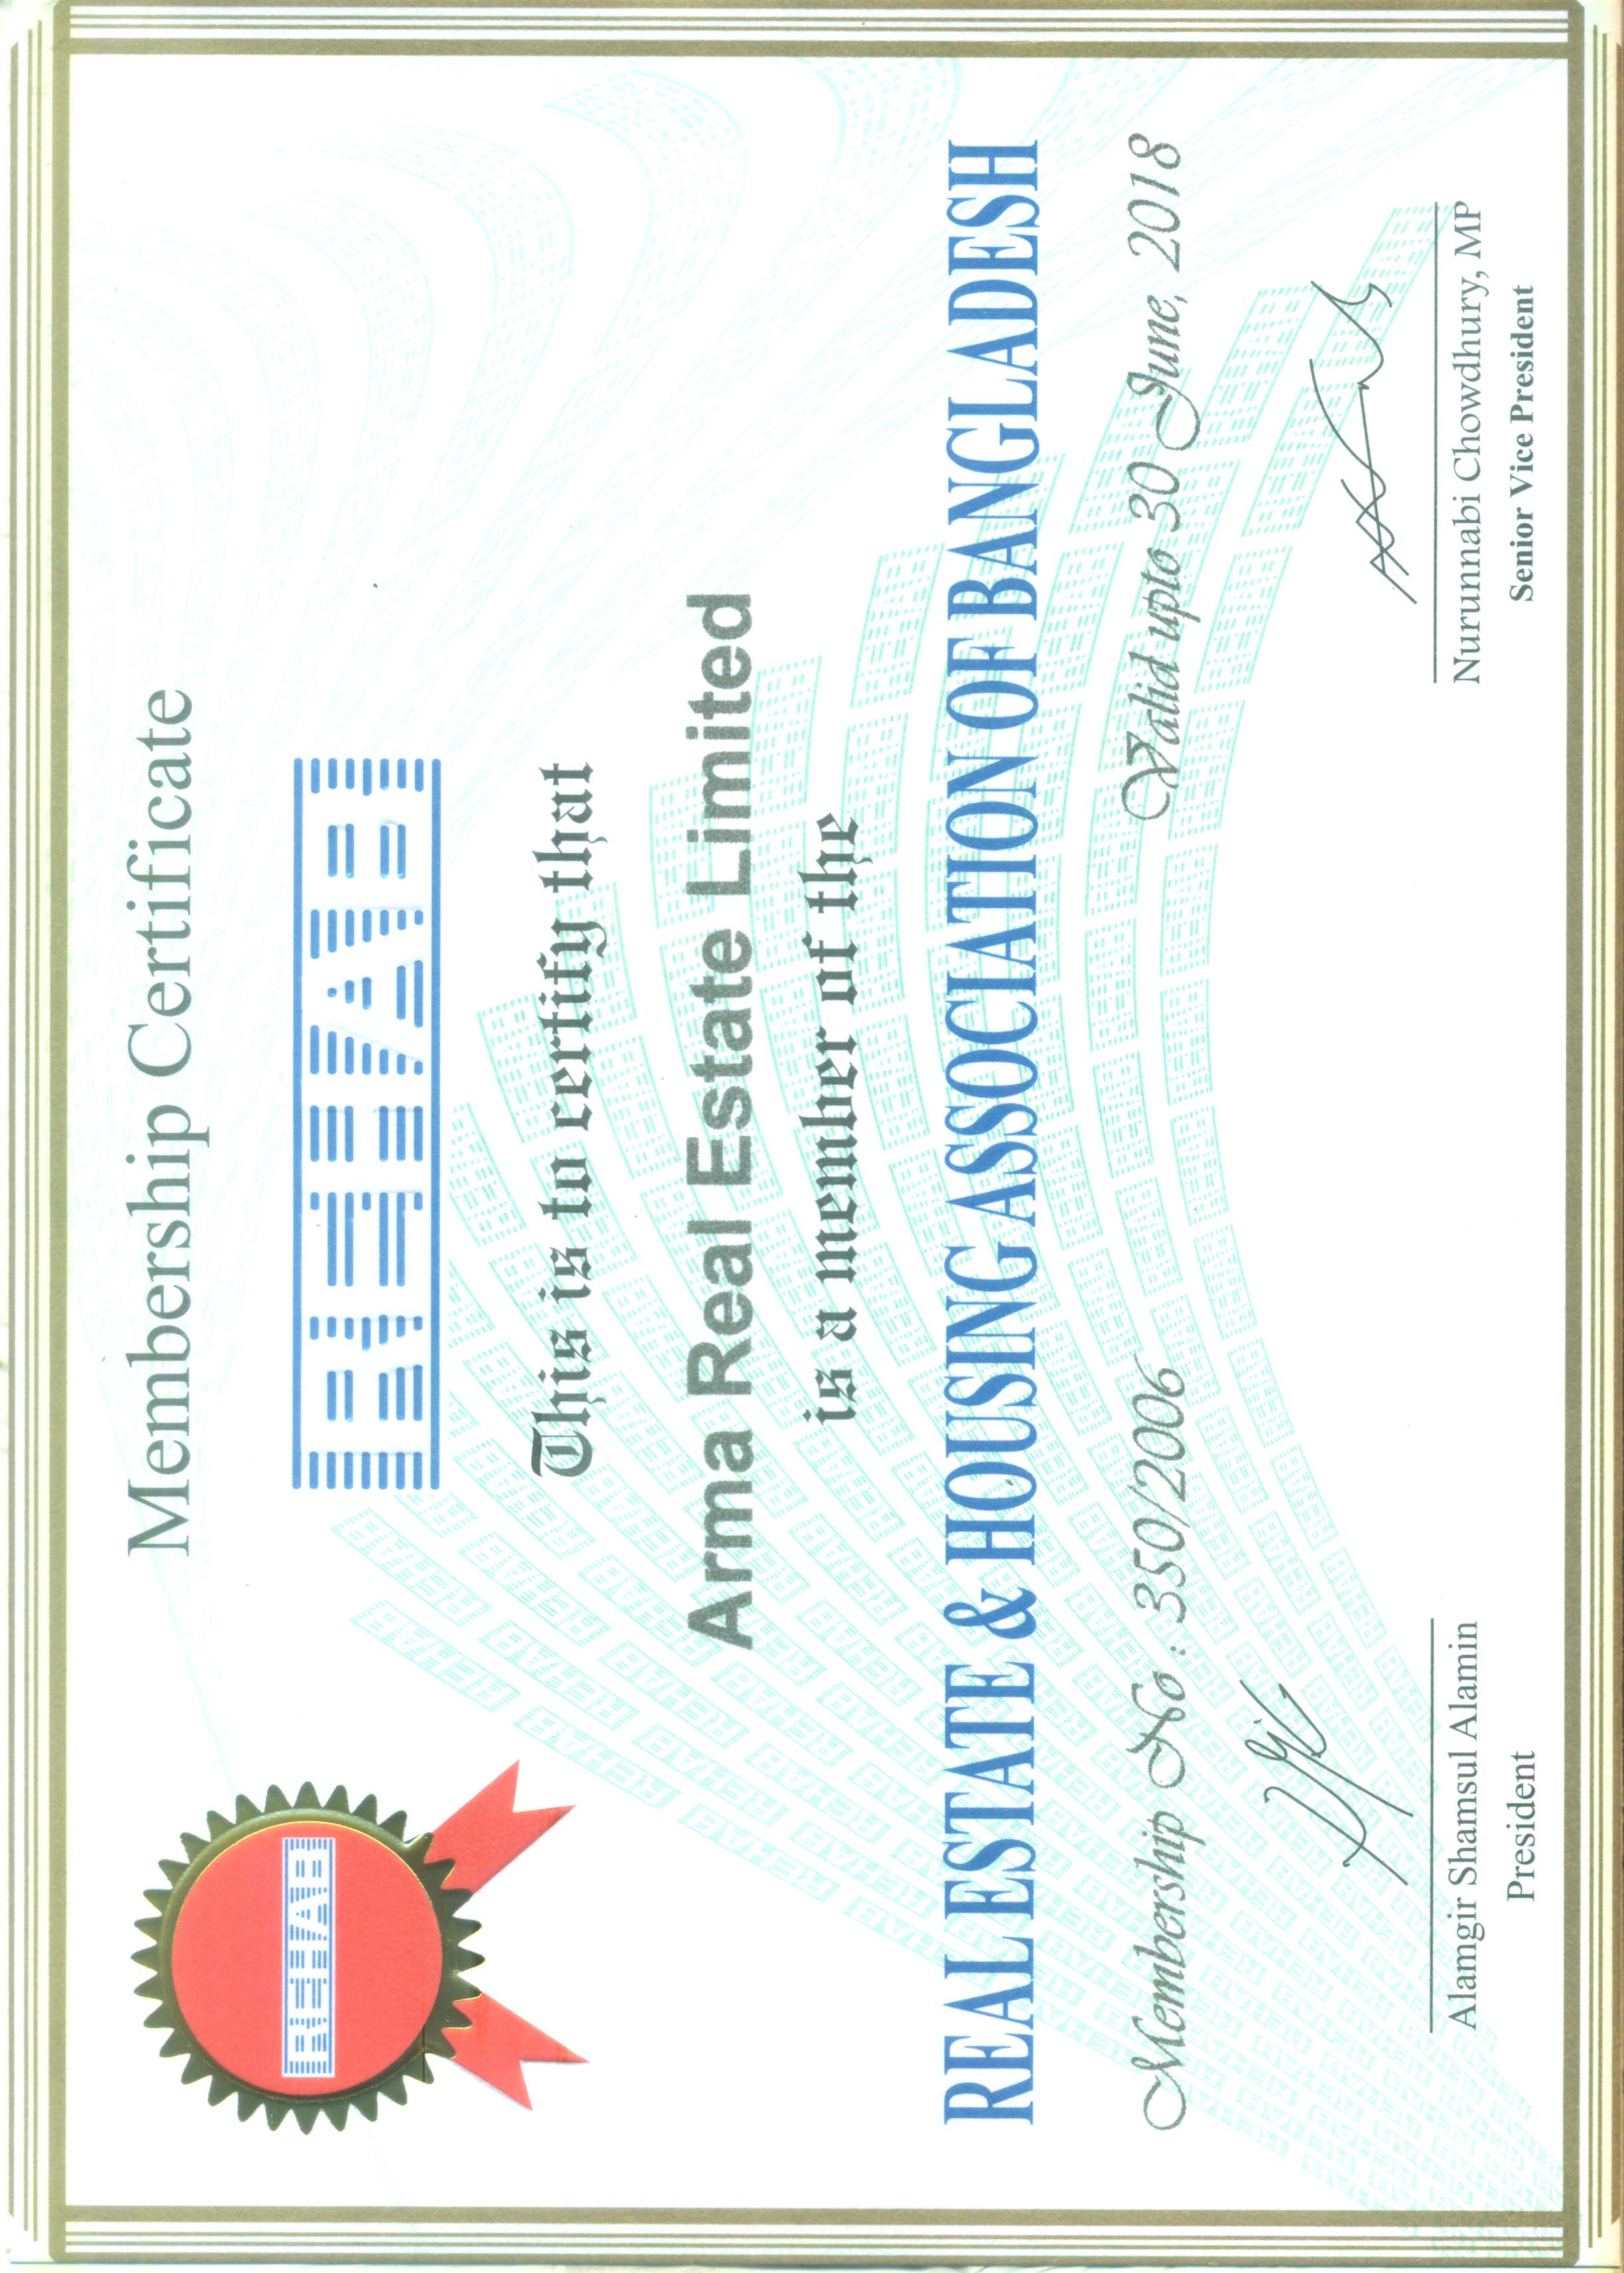 Membership Certificate
REHAB
REHAB
This is to certify that
Arma Real Estate Limited
is a member of the
REAL ESTATE & HOUSING ASSOCIATION OF BANGLADESH
Membership No : 350/2006
Valid upto 30 June, 2018
Alamgir Shamsul Alamin
President
Nurunnabi Chowdhury, MP
Senior Vice President